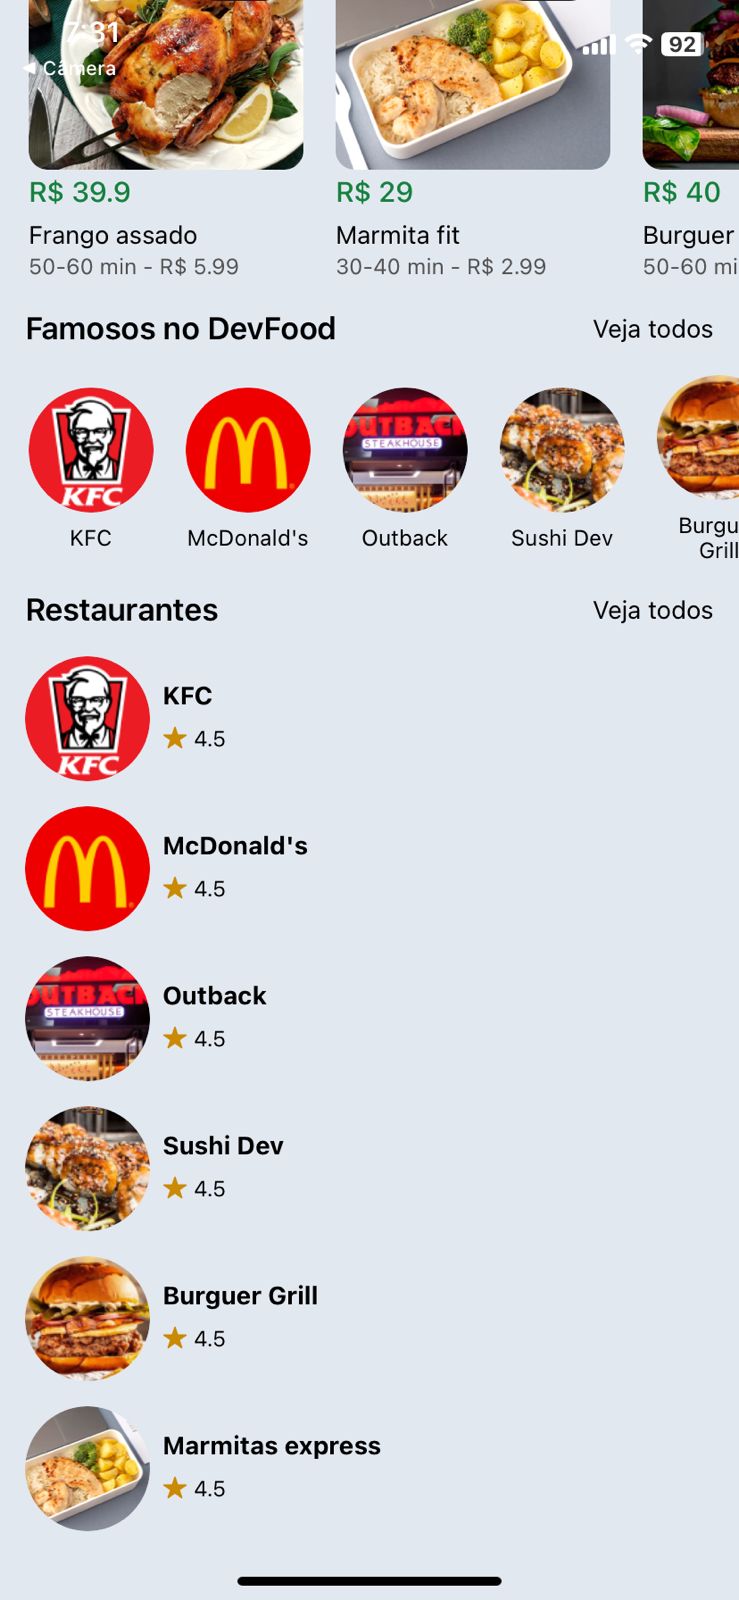 7:31
92
◀ Câmera
R$ 39.9
R$ 29
R$ 40
Frango assado
Marmita fit
Burguer
50-60 min - R$ 5.99
30-40 min - R$ 2.99
50-60 mi
Famosos no DevFood
Veja todos
KFC
OUTBACK
STEAKHOUSE
KFC
McDonald's
Outback
Sushi Dev
Burgu
Grill
Restaurantes
Veja todos
KFC
KFC
4.5
McDonald's
4.5
OUTBACK
STEAKHOUSE
Outback
4.5
Sushi Dev
4.5
Burguer Grill
4.5
Marmitas express
4.5